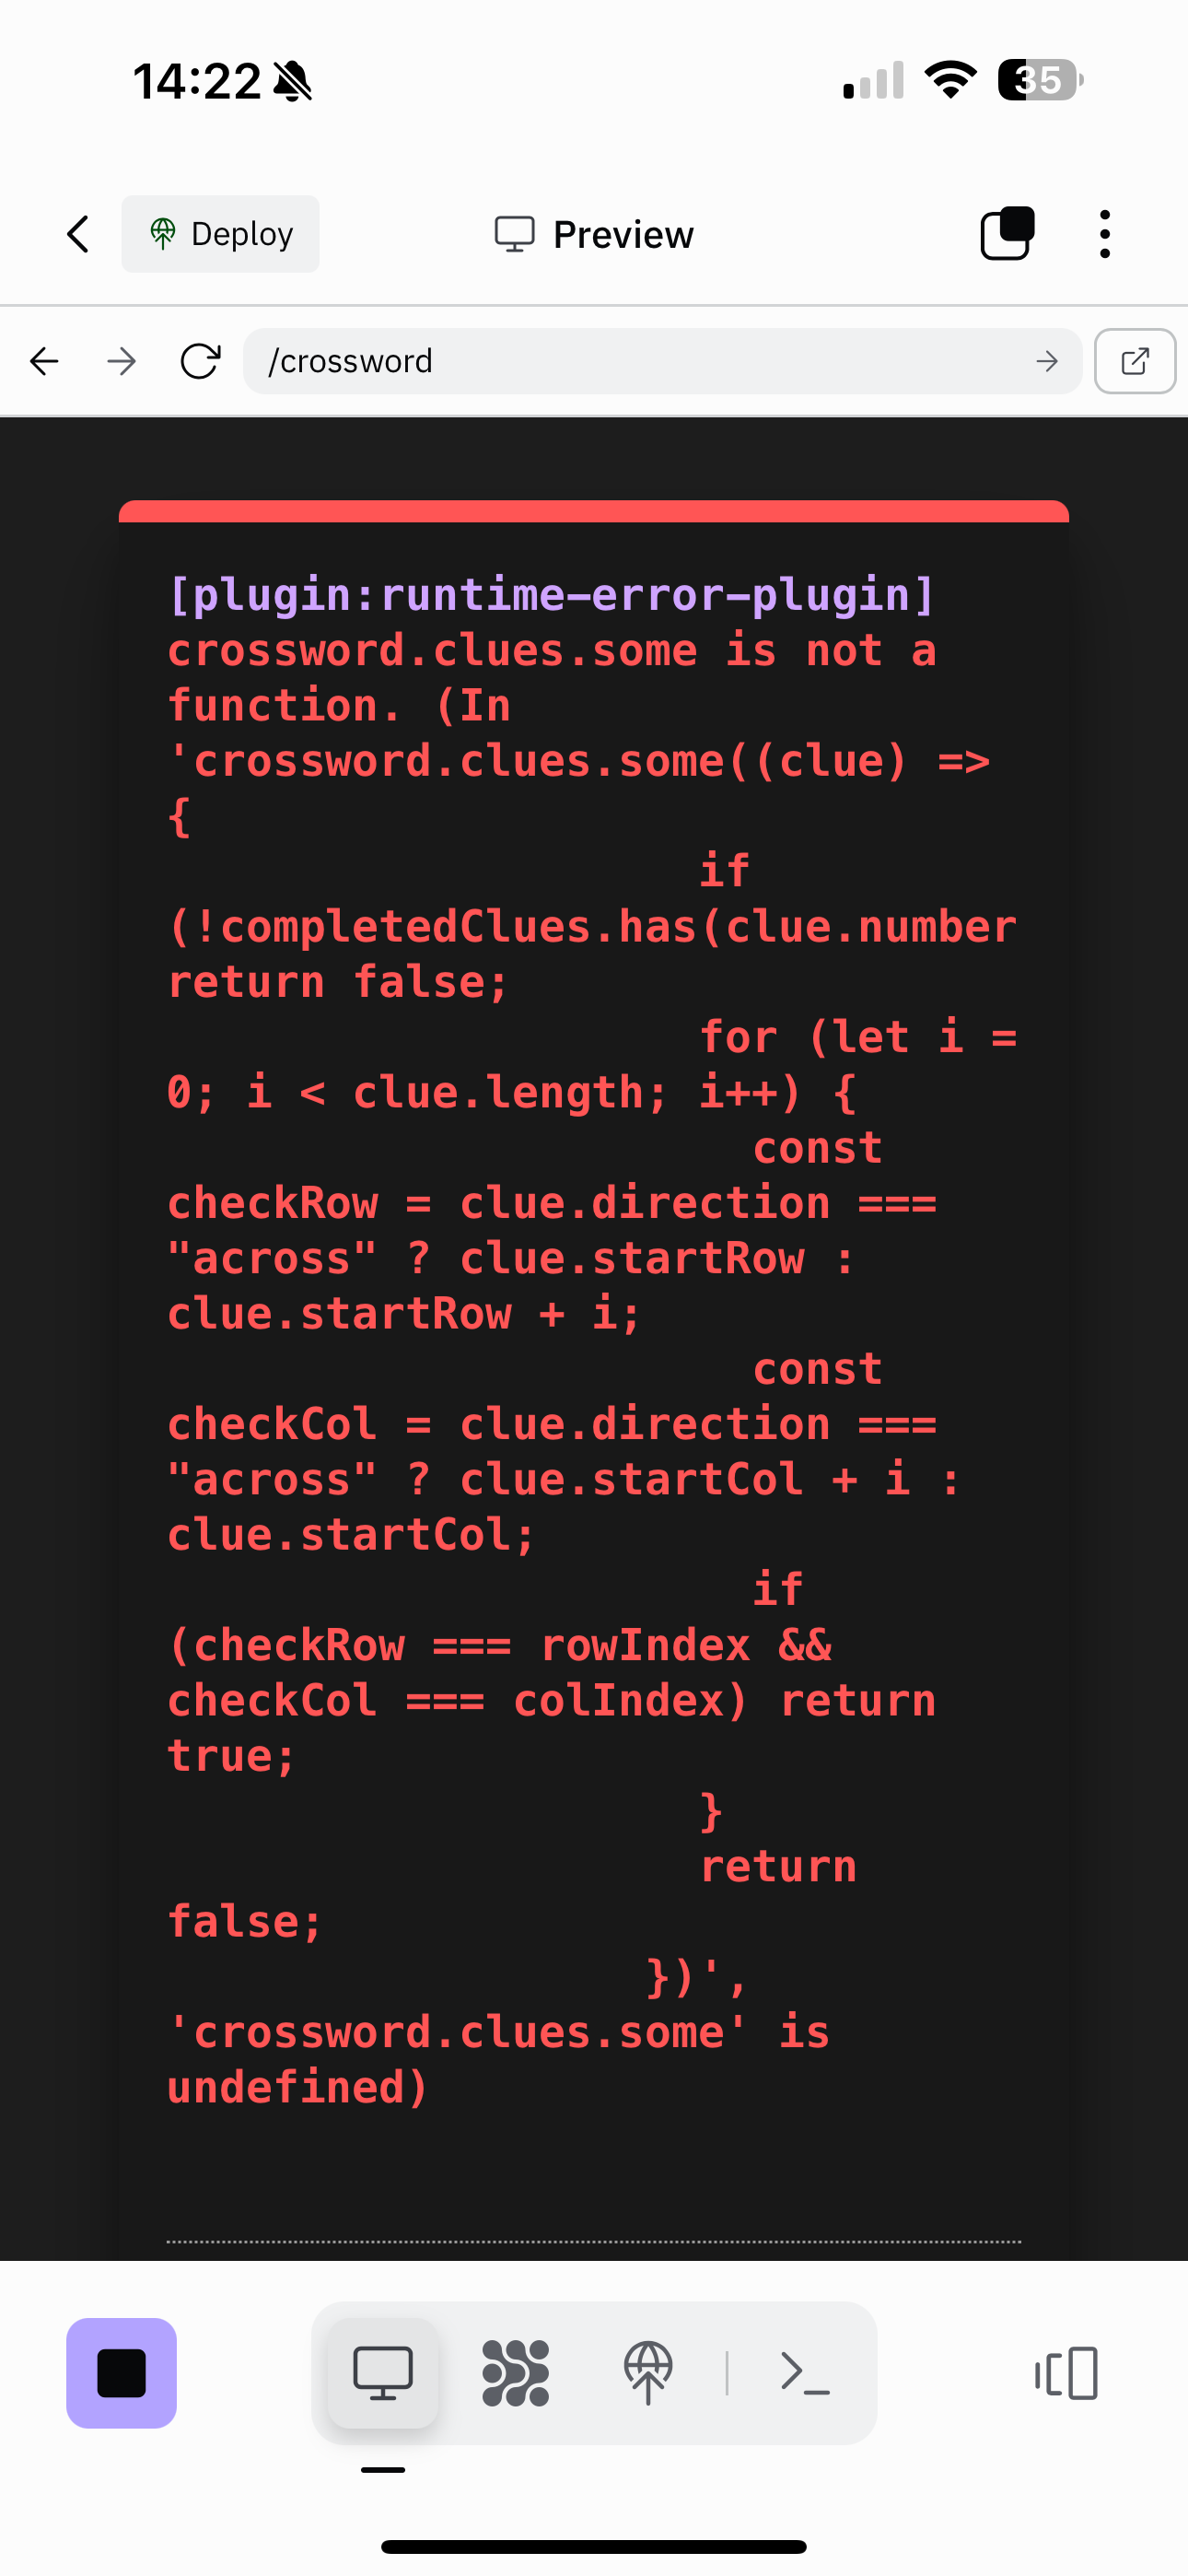 14:22
35
Deploy
Preview
/crossword
[plugin:runtime-error-plugin]
crossword.clues.some is not a
function. (In
'crossword.clues.some((clue) =>
{
if
(!completedClues.has(clue.number
return false;
for (let i =
0; i < clue.length; i++) {
const
checkRow = clue.direction ===
"across" ? clue.startRow :
clue.startRow + i;
const
checkCol = clue.direction ===
"across" ? clue.startCol + i :
clue.startCol;
if
(checkRow === rowIndex &&
checkCol === colIndex) return
true;
}
return
false;
})',
'crossword.clues.some' is
undefined)